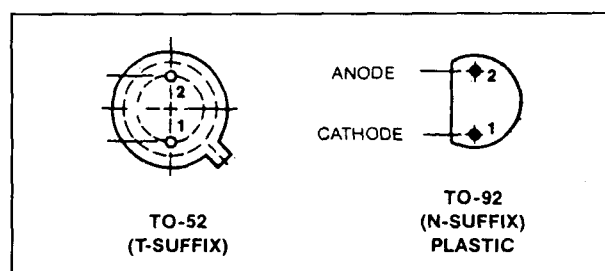 2
1
TO-52
(T-SUFFIX)
ANODE
2
CATHODE
1
TO-92
(N-SUFFIX)
PLASTIC